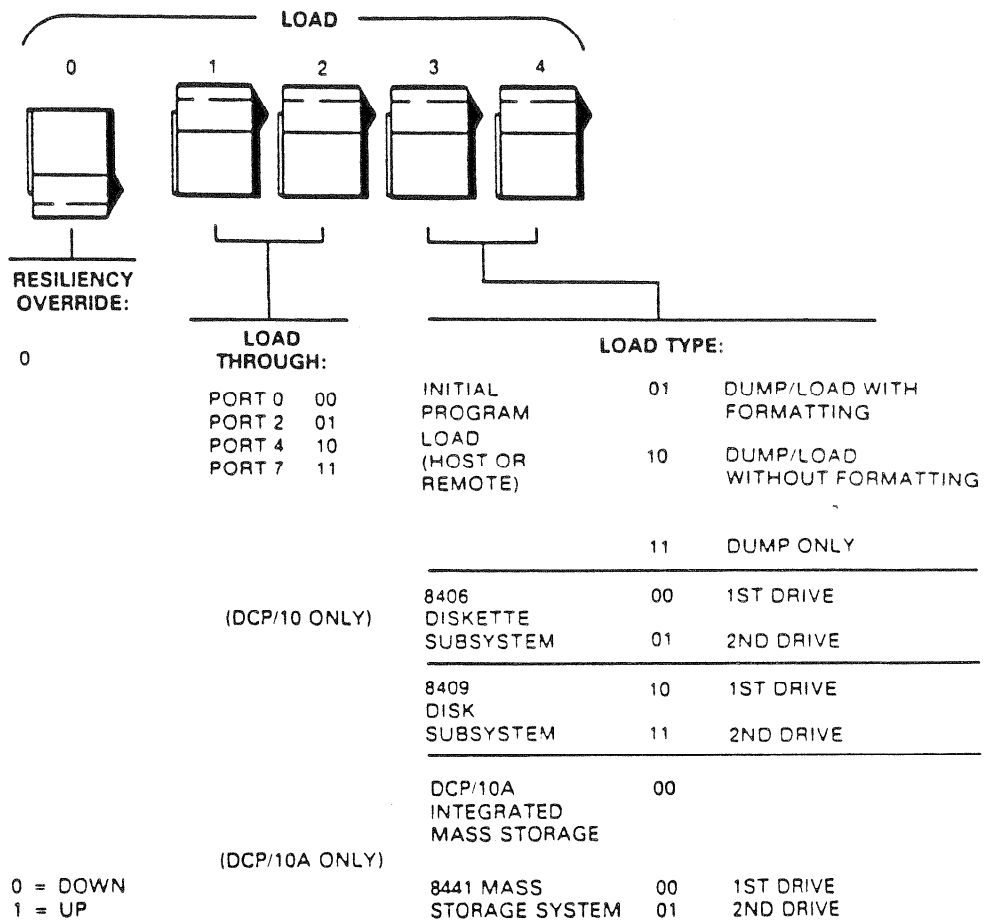 LOAD
0 1 2 3 4
RESILIENCY
OVERRIDE:
0
LOAD
THROUGH:
PORT 0 00
PORT 2 01
PORT 4 10
PORT 7 11
LOAD TYPE:
INITIAL
PROGRAM
LOAD
(HOST OR
REMOTE)
01 DUMP/LOAD WITH
FORMATTING
10 DUMP/LOAD
WITHOUT FORMATTING
11 DUMP ONLY
(DCP/10 ONLY)
8406
DISKETTE
SUBSYSTEM
00 1ST DRIVE
01 2ND DRIVE
8409
DISK
SUBSYSTEM
10 1ST DRIVE
11 2ND DRIVE
DCP/10A
INTEGRATED
MASS STORAGE
00
(DCP/10A ONLY)
8441 MASS
STORAGE SYSTEM
00 1ST DRIVE
01 2ND DRIVE
0 = DOWN
1 = UP